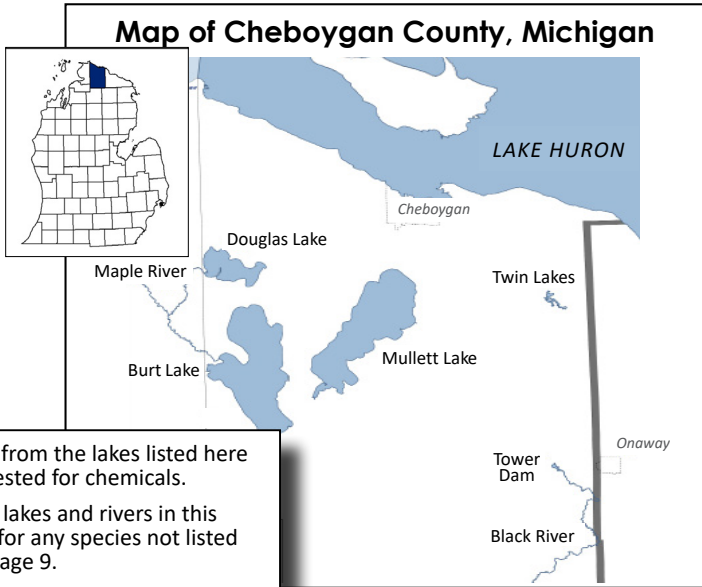 Map of Cheboygan County, Michigan
LAKE HURON
Cheboygan
Douglas Lake
Maple River
Twin Lakes
Mullett Lake
Burt Lake
Onaway
Tower
Dam
Black River
from the lakes listed here
ested for chemicals.
lakes and rivers in this
for any species not listed
age 9.